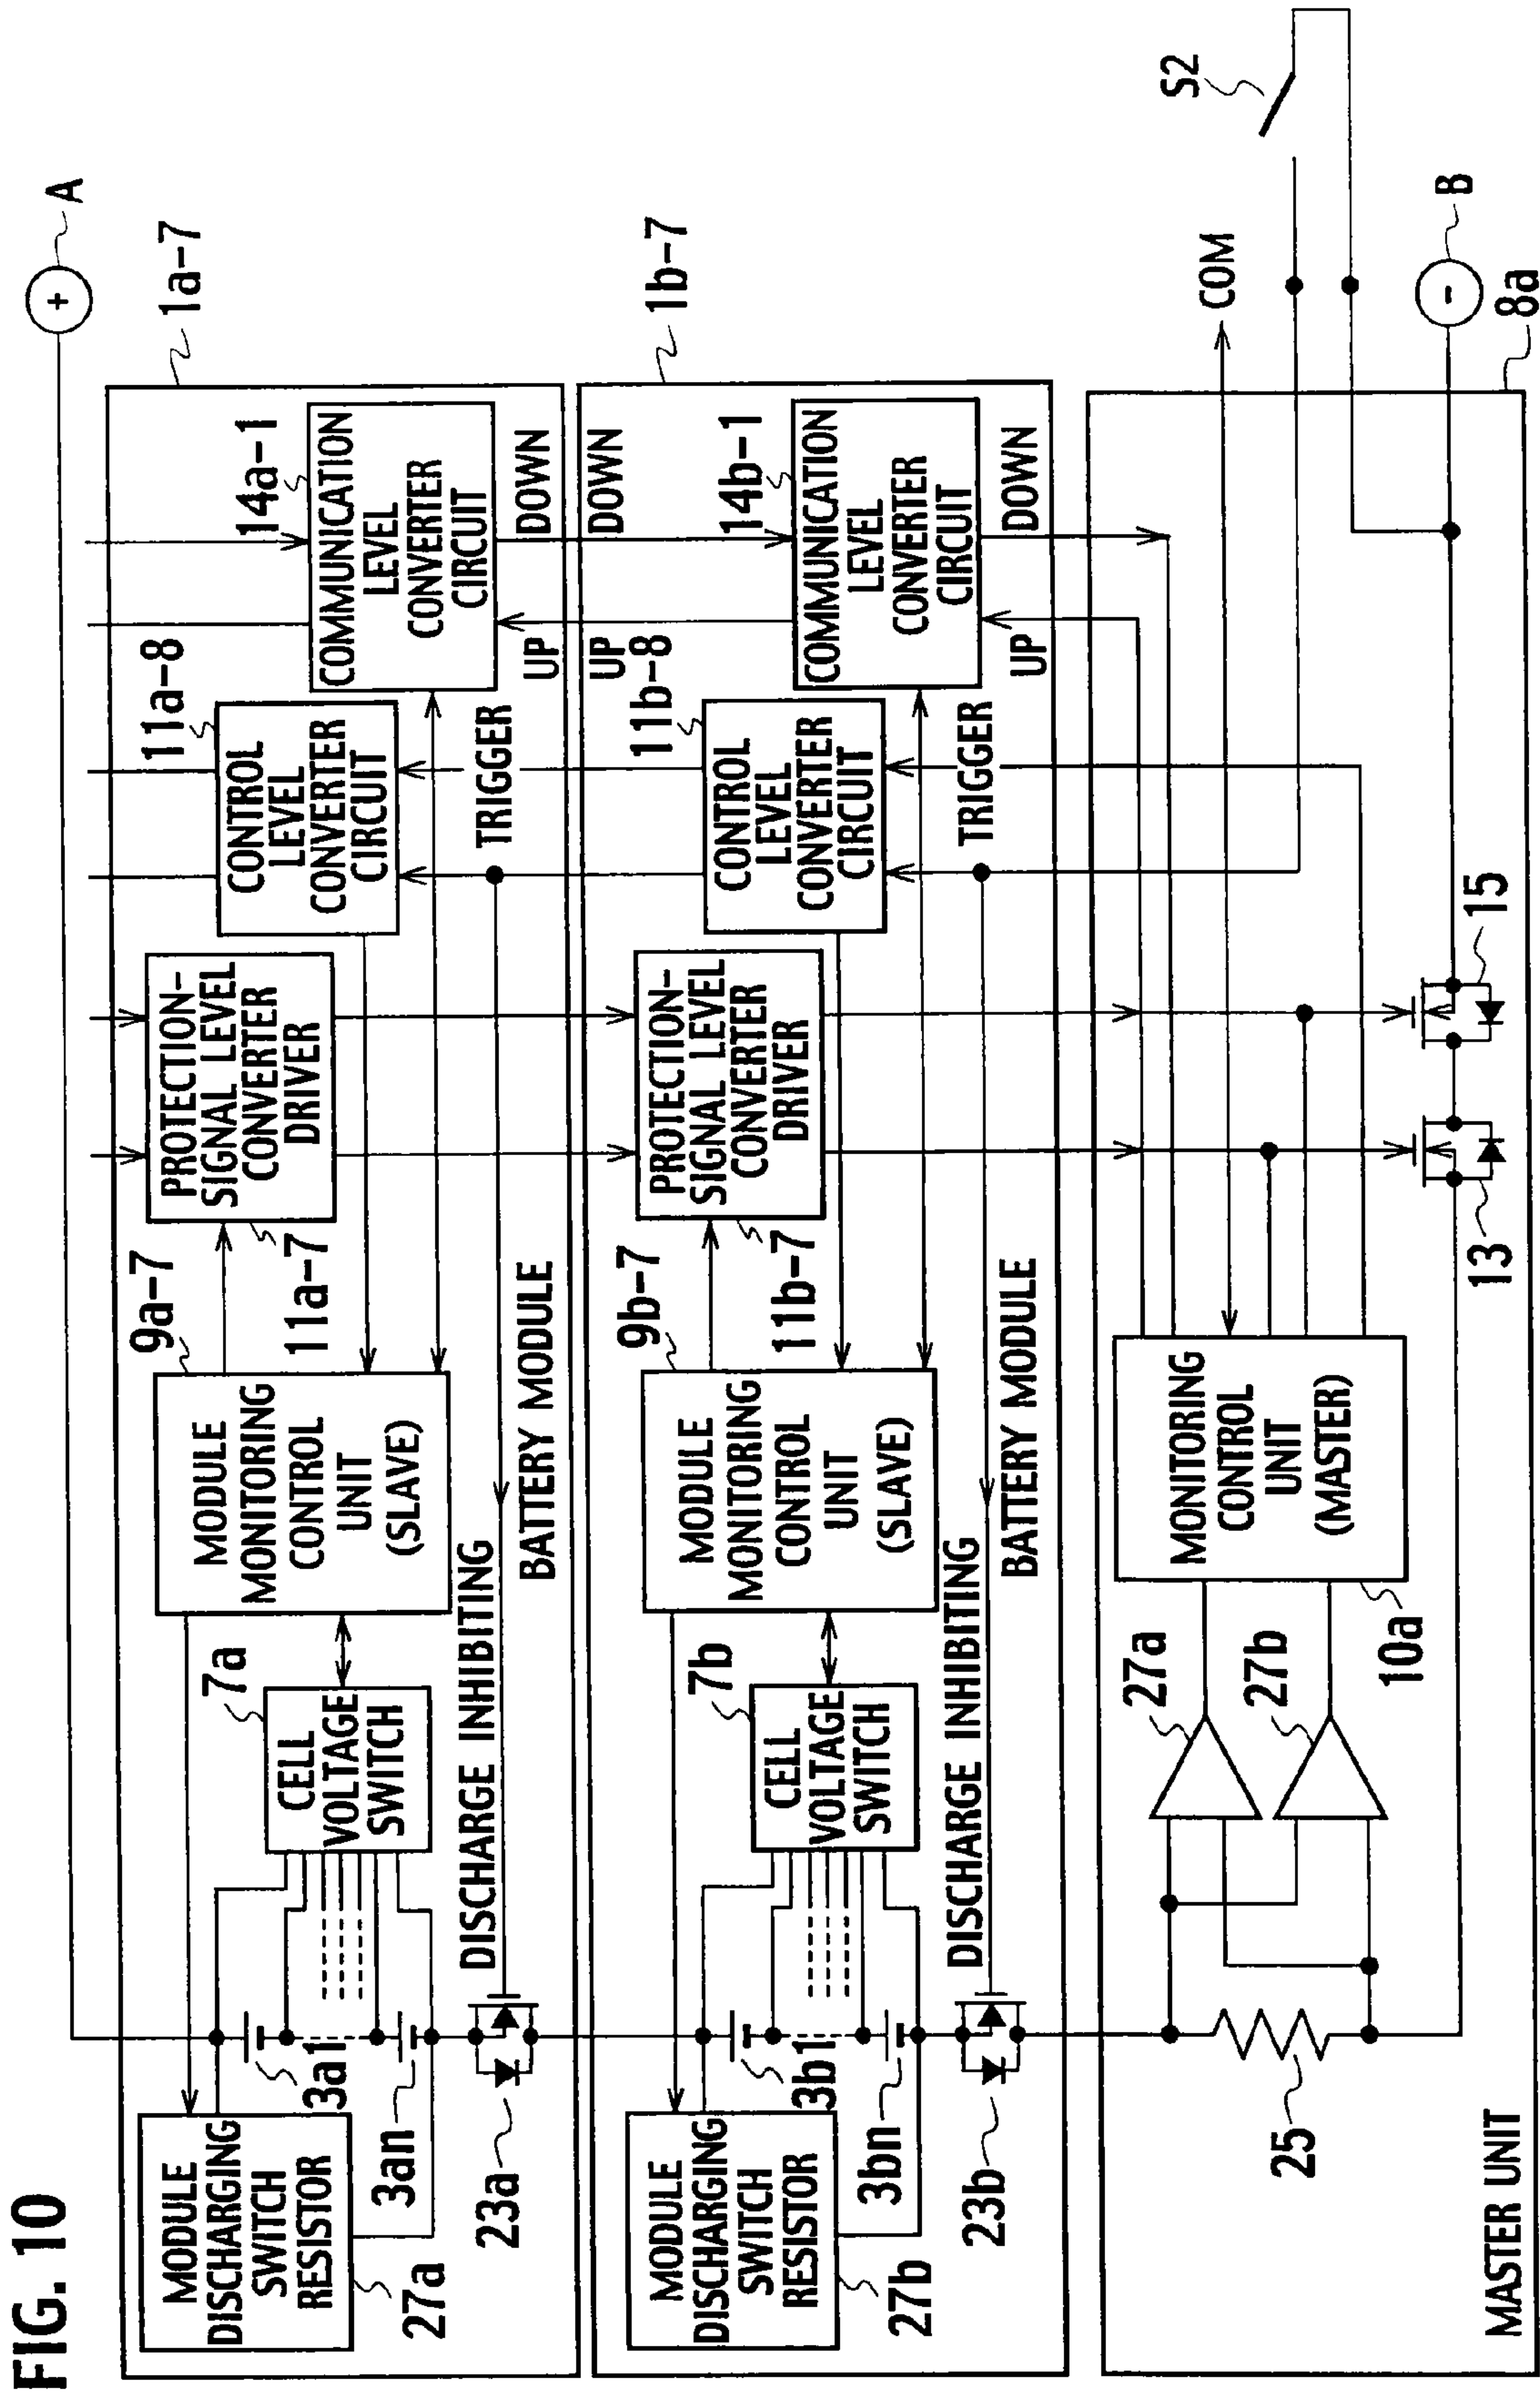 FIG. 10
A
+
1a-7
MODULE
DISCHARGING
SWITCH
RESISTOR
27a
3a1
3an
23a
7a
CELL
VOLTAGE
SWITCH
DISCHARGE INHIBITING
9a-7
MODULE
MONITORING
CONTROL
UNIT
(SLAVE)
BATTERY MODULE
11a-7
PROTECTION-
SIGNAL LEVEL
CONVERTER
DRIVER
11a-8
CONTROL
LEVEL
CONVERTER
CIRCUIT
TRIGGER
14a-1
COMMUNICATION
LEVEL
CONVERTER
CIRCUIT
UP
DOWN
1b-7
MODULE
DISCHARGING
SWITCH
RESISTOR
27b
3b1
3bn
23b
7b
CELL
VOLTAGE
SWITCH
DISCHARGE INHIBITING
9b-7
MODULE
MONITORING
CONTROL
UNIT
(SLAVE)
BATTERY MODULE
11b-7
PROTECTION-
SIGNAL LEVEL
CONVERTER
DRIVER
11b-8
CONTROL
LEVEL
CONVERTER
CIRCUIT
TRIGGER
UP
DOWN
14b-1
COMMUNICATION
LEVEL
CONVERTER
CIRCUIT
UP
DOWN
MASTER UNIT
25
27a
27b
10a
MONITORING
CONTROL
UNIT
(MASTER)
13
15
COM
S2
-
B
8a